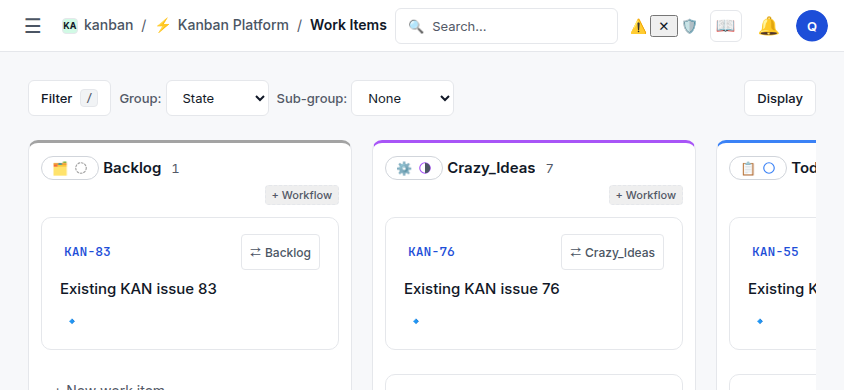 KA kanban / Kanban Platform / Work Items Search...
Filter / Group: State Sub-group: None Display
Backlog 1
+ Workflow
KAN-83 Backlog
Existing KAN issue 83
+ New work item
Crazy_Ideas 7
+ Workflow
KAN-76 Crazy_Ideas
Existing KAN issue 76
Tod
KAN-55
Existing K